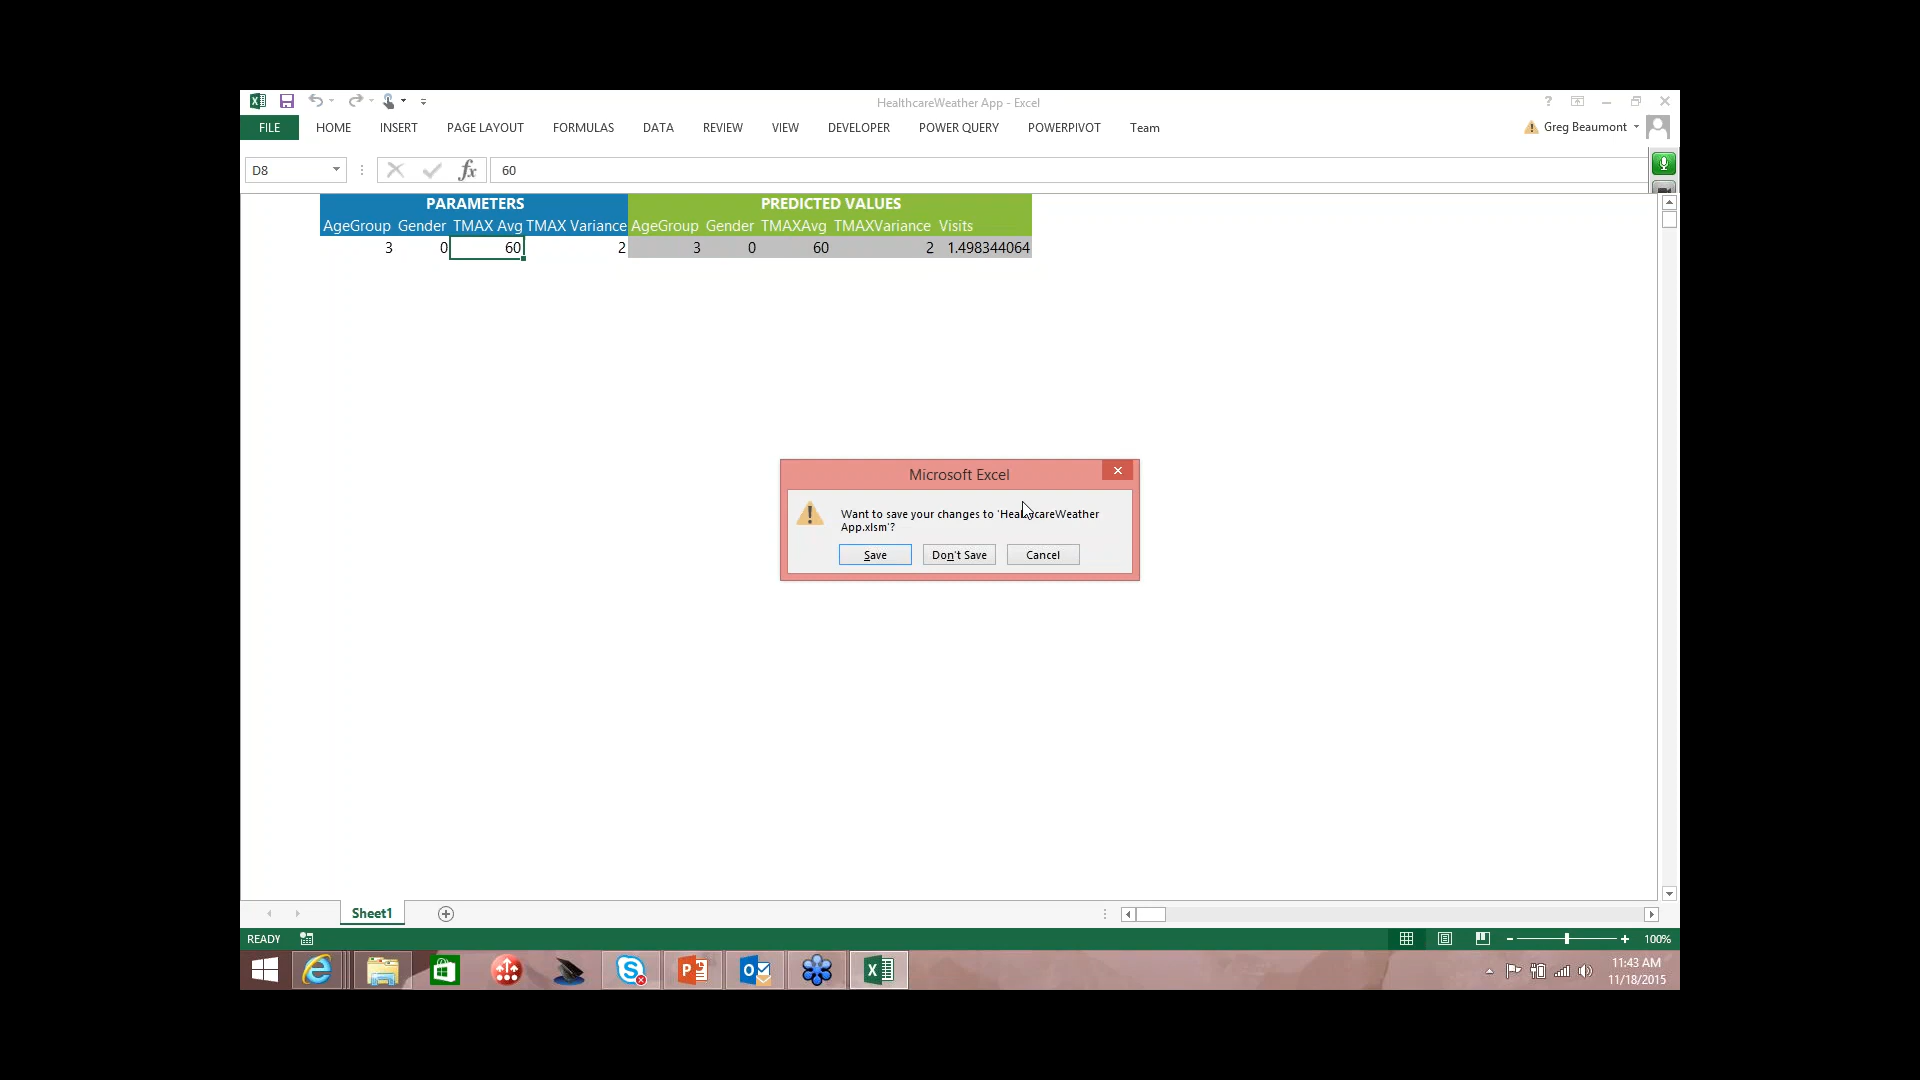 HealthcareWeather App - Excel
?
FILE HOME INSERT PAGE LAYOUT FORMULAS DATA REVIEW VIEW DEVELOPER POWER QUERY POWERPIVOT Team Greg Beaumont
D8 fx 60
PARAMETERS PREDICTED VALUES
AgeGroup Gender TMAX Avg TMAX Variance AgeGroup Gender TMAXAvg TMAXVariance Visits
3 0 60 2 3 0 60 2 1.498344064
Microsoft Excel
Want to save your changes to 'HealthcareWeather
App.xlsm'?
Save Don't Save Cancel
Sheet1
READY 100%
11:43 AM
11/18/2015